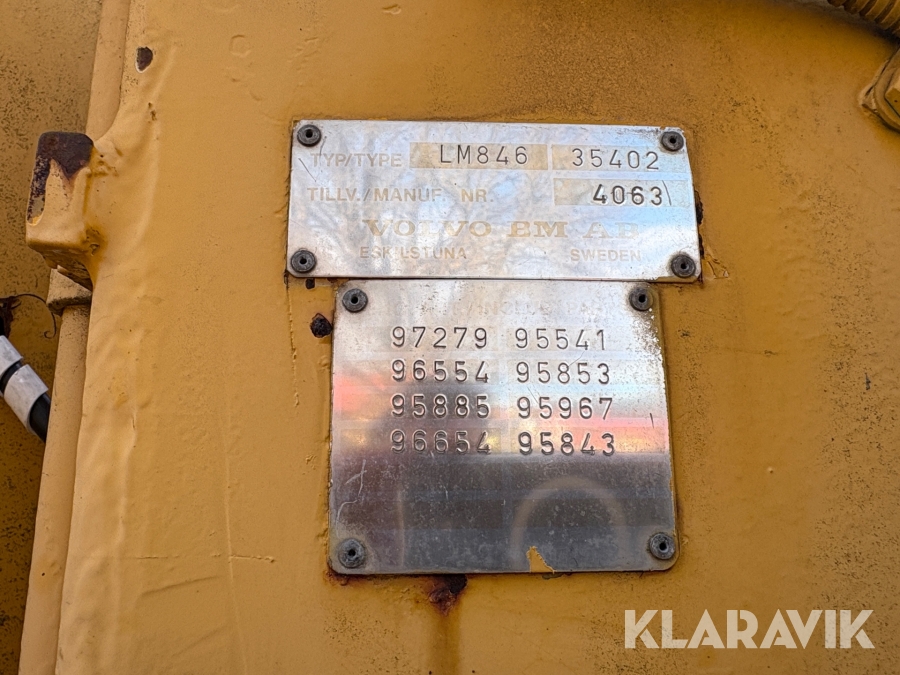 TYP/TYPE LM846 35402
TILLV./MANUF. NR. 4063
VOLVO BM AB
ESKILSTUNA SWEDEN
97279 95541
96554 95853
95885 95967
96654 95843
KLARAVIK